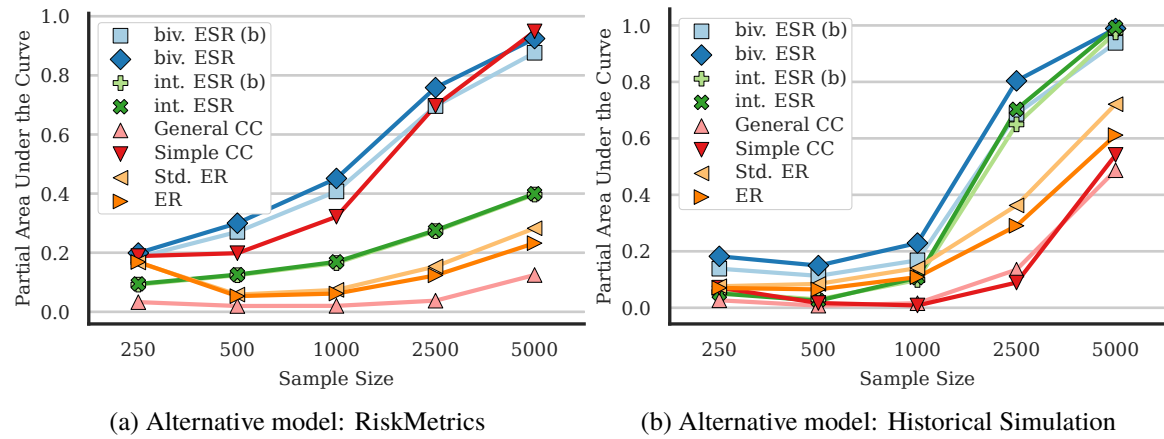 Partial Area Under the Curve
1.0
0.8
0.6
0.4
0.2
0.0
biv. ESR (b)
biv. ESR
int. ESR (b)
int. ESR
General CC
Simple CC
Std. ER
ER
250 500 1000 2500 5000
Sample Size
(a) Alternative model: RiskMetrics
Partial Area Under the Curve
1.0
0.8
0.6
0.4
0.2
0.0
biv. ESR (b)
biv. ESR
int. ESR (b)
int. ESR
General CC
Simple CC
Std. ER
ER
250 500 1000 2500 5000
Sample Size
(b) Alternative model: Historical Simulation